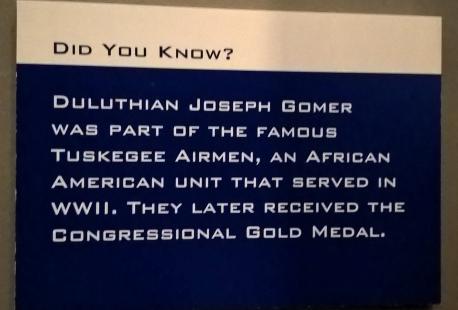 Did You Know?
Duluthian Joseph Gomer
was part of the famous
Tuskegee Airmen, an African
American unit that served in
WWII. They later received the
Congressional Gold Medal.